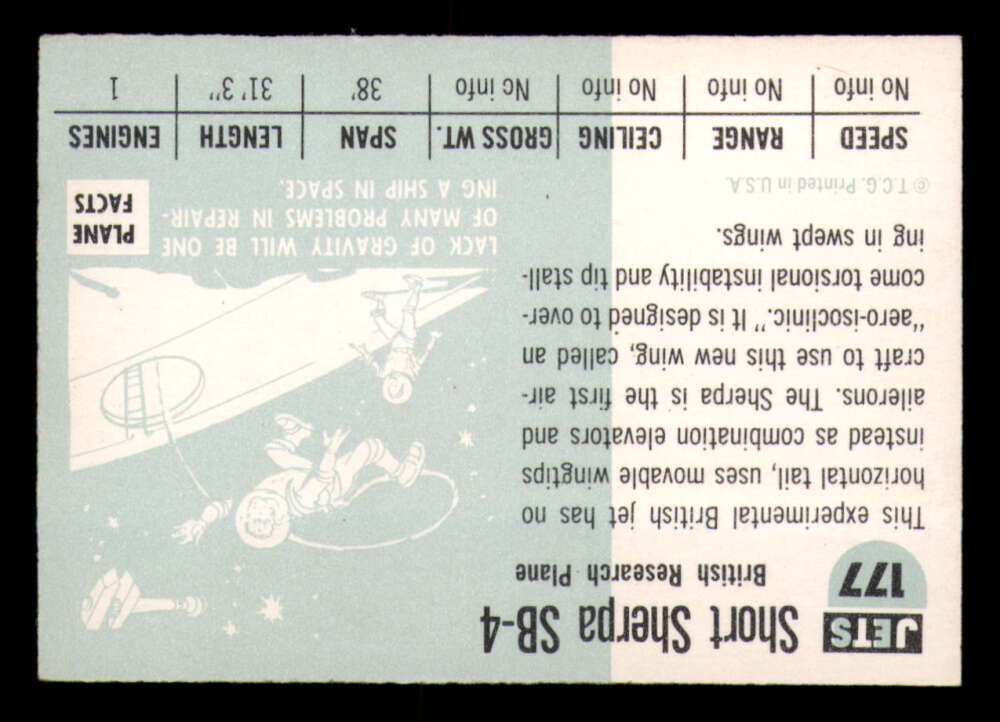 JETS
177
Short Sherpa SB-4
British Research Plane
This experimental British jet has no
horizontal tail, uses movable wingtips
instead as combination elevators and
ailerons. The Sherpa is the first air-
craft to use this new wing, called an
“aero-isoclinic.” It is designed to over-
come torsional instability and tip stall-
ing in swept wings.
© T.C.G. Printed in U.S.A.
PLANE
FACTS
LACK OF GRAVITY WILL BE ONE
OF MANY PROBLEMS IN REPAIR-
ING A SHIP IN SPACE.
SPEED RANGE CEILING GROSS WT. SPAN LENGTH ENGINES
No info No info No info No info 38' 31' 3'' 1